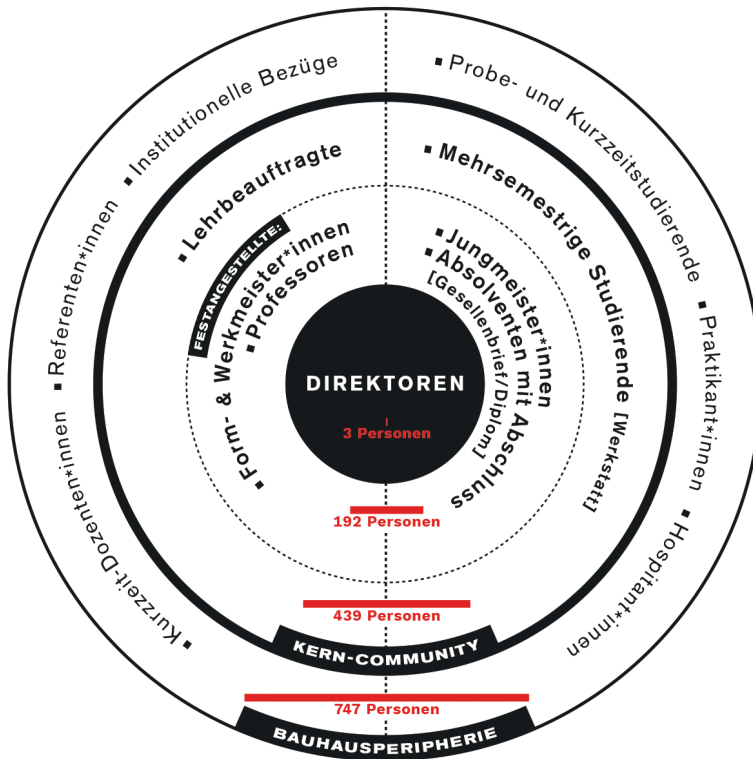 ▪ Institutionelle Bezüge
▪ Referenten*innen
▪ Kurzzeit-Dozenten*innen
▪ Probe- und Kurzzeitstudierende
▪ Praktikant*innen
▪ Hospitant*innen
▪ Lehrbeauftragte
▪ Mehrsemestrige Studierende [Werkstatt]
FESTANGESTELLTE:
▪ Form- & Werkmeister*innen
▪ Professoren
▪ Jungmeister*innen
▪ Absolventen mit Abschluss
[Gesellenbrief/Diplom]
DIREKTOREN
3 Personen
192 Personen
439 Personen
KERN-COMMUNITY
747 Personen
BAUHAUSPERIPHERIE